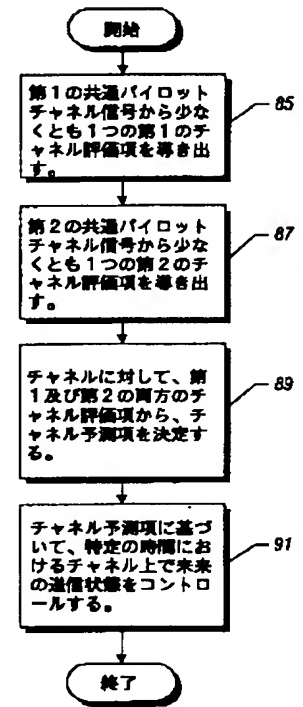 開始
第1の共通パイロット
チャネル信号から少な
くとも1つの第1のチ
ャネル評価項を導き出
す。
85
第2の共通パイロット
チャネル信号から少な
くとも1つの第2のチ
ャネル評価項を導き出
す。
87
チャネルに対して、第
1及び第2の両方のチ
ャネル評価項から、チ
ャネル予測項を決定す
る。
89
チャネル予測項に基づ
いて、特定の時間にお
けるチャネル上で未来
の送信状態をコントロ
ールする。
91
終了